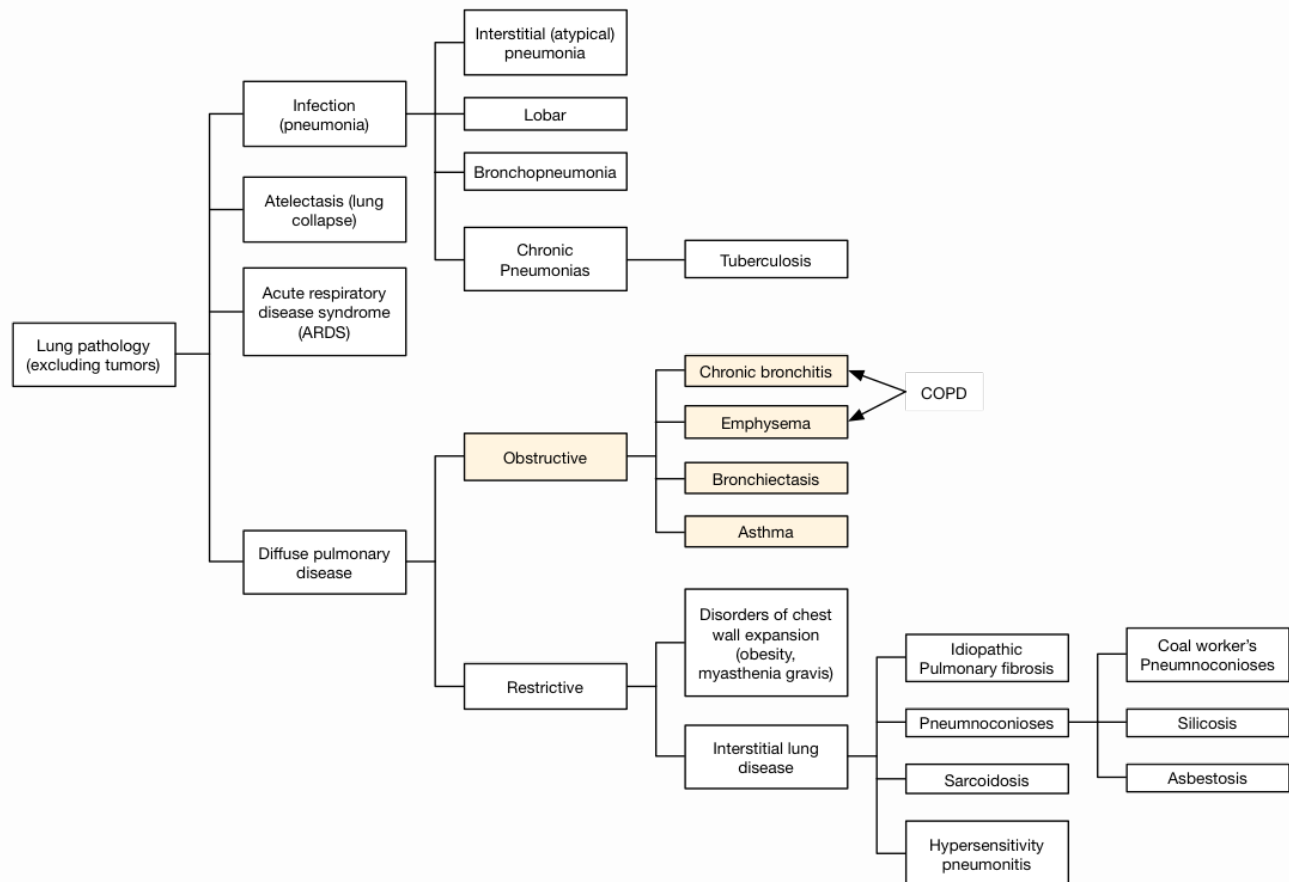 Lung pathology
(excluding tumors)
Infection
(pneumonia)
Atelectasis (lung
collapse)
Acute respiratory
disease syndrome
(ARDS)
Diffuse pulmonary
disease
Interstitial (atypical)
pneumonia
Lobar
Bronchopneumonia
Chronic
Pneumonias
Tuberculosis
Obstructive
Chronic bronchitis
Emphysema
Bronchiectasis
Asthma
COPD
Restrictive
Disorders of chest
wall expansion
(obesity,
myasthenia gravis)
Interstitial lung
disease
Idiopathic
Pulmonary fibrosis
Pneumnoconioses
Sarcoidosis
Hypersensitivity
pneumonitis
Coal worker's
Pneumnoconioses
Silicosis
Asbestosis